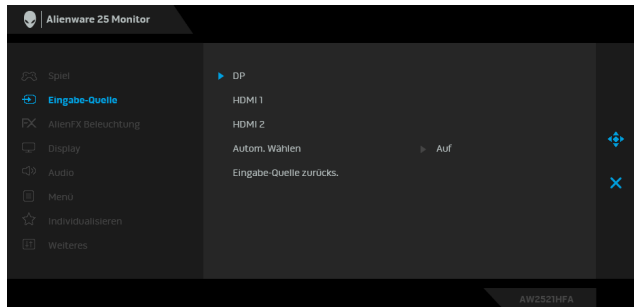 Alienware 25 Monitor
Spiel
Eingabe-Quelle
FX AlienFX Beleuchtung
Display
Audio
Menü
Individualisieren
Weiteres
DP
HDMI 1
HDMI 2
Autom. Wählen Auf
Eingabe-Quelle zurücks.
AW2521HFA